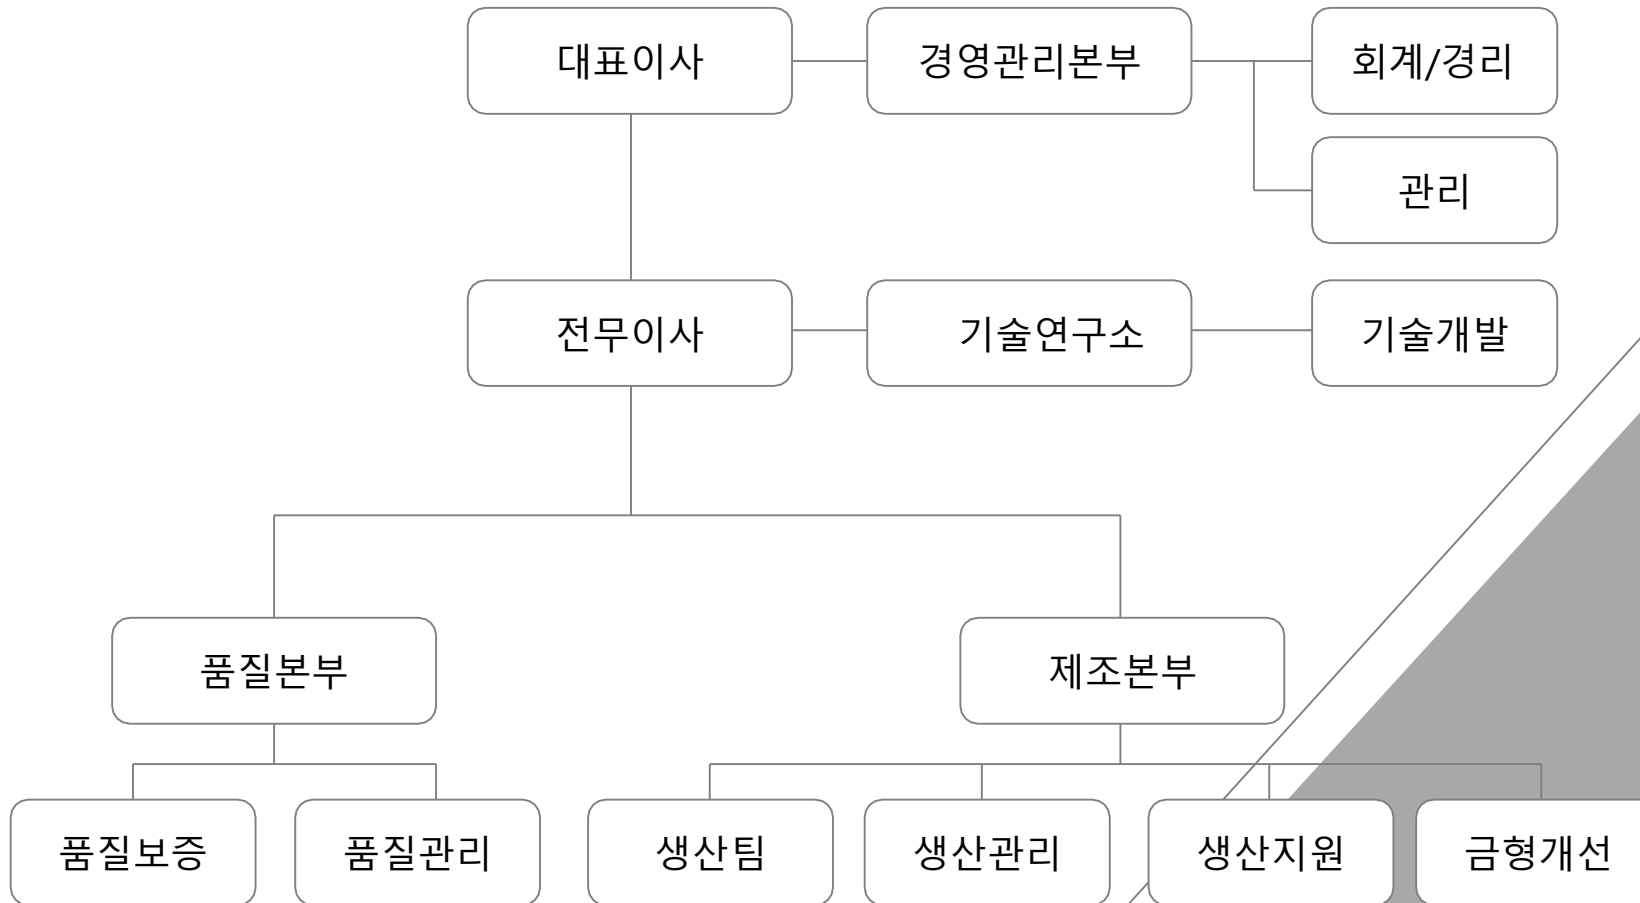 대표이사
경영관리본부
회계/경리
관리
전무이사
기술연구소
기술개발
품질본부
제조본부
품질보증
품질관리
생산팀
생산관리
생산지원
금형개선